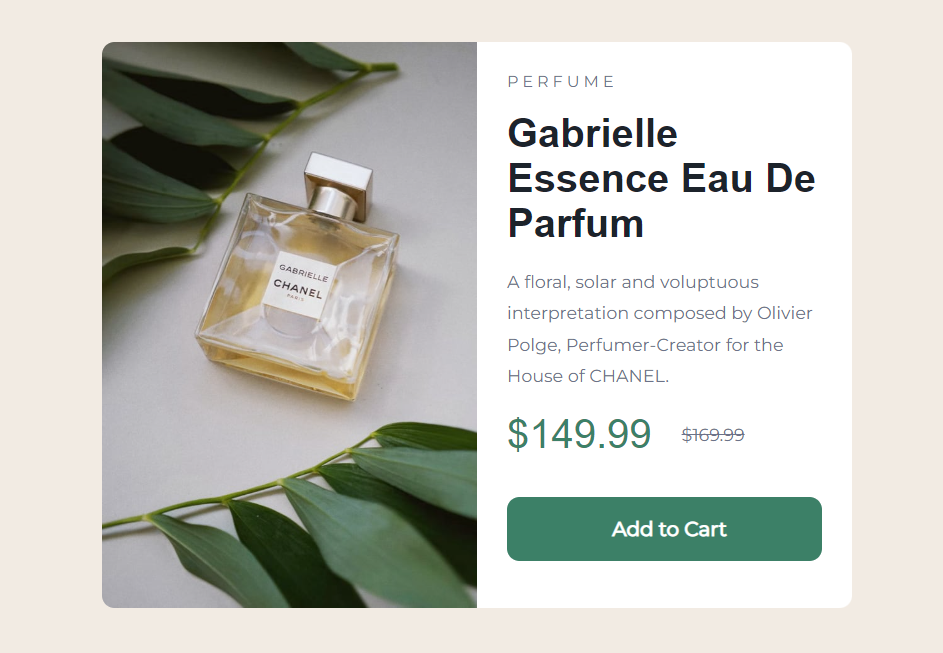 GABRIELLE
CHANEL
PARIS
PERFUME
Gabrielle
Essence Eau De
Parfum
A floral, solar and voluptuous
interpretation composed by Olivier
Polge, Perfumer-Creator for the
House of CHANEL.
$149.99 $169.99
Add to Cart